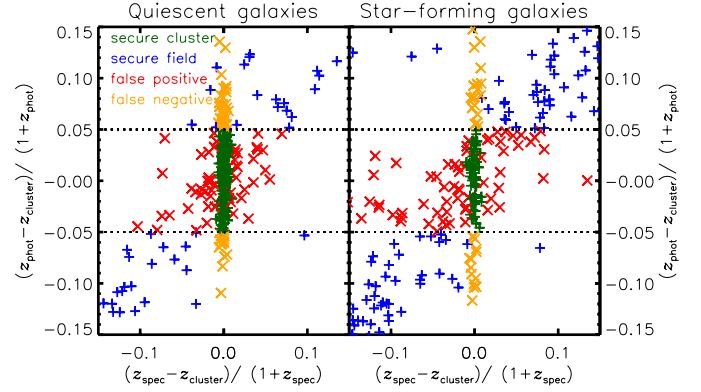 Quiescent galaxies
Star-forming galaxies
secure cluster
secure field
false positive
false negative
0.15
0.10
0.05
-0.00
-0.05
-0.10
-0.15
0.15
0.10
0.05
-0.00
-0.05
-0.10
-0.15
(z_phot-z_cluster)/ (1+z_phot)
(z_phot-z_cluster)/ (1+z_phot)
-0.1 0.0 0.1
-0.1 0.0 0.1
(z_spec-z_cluster)/ (1+z_spec)
(z_spec-z_cluster)/ (1+z_spec)